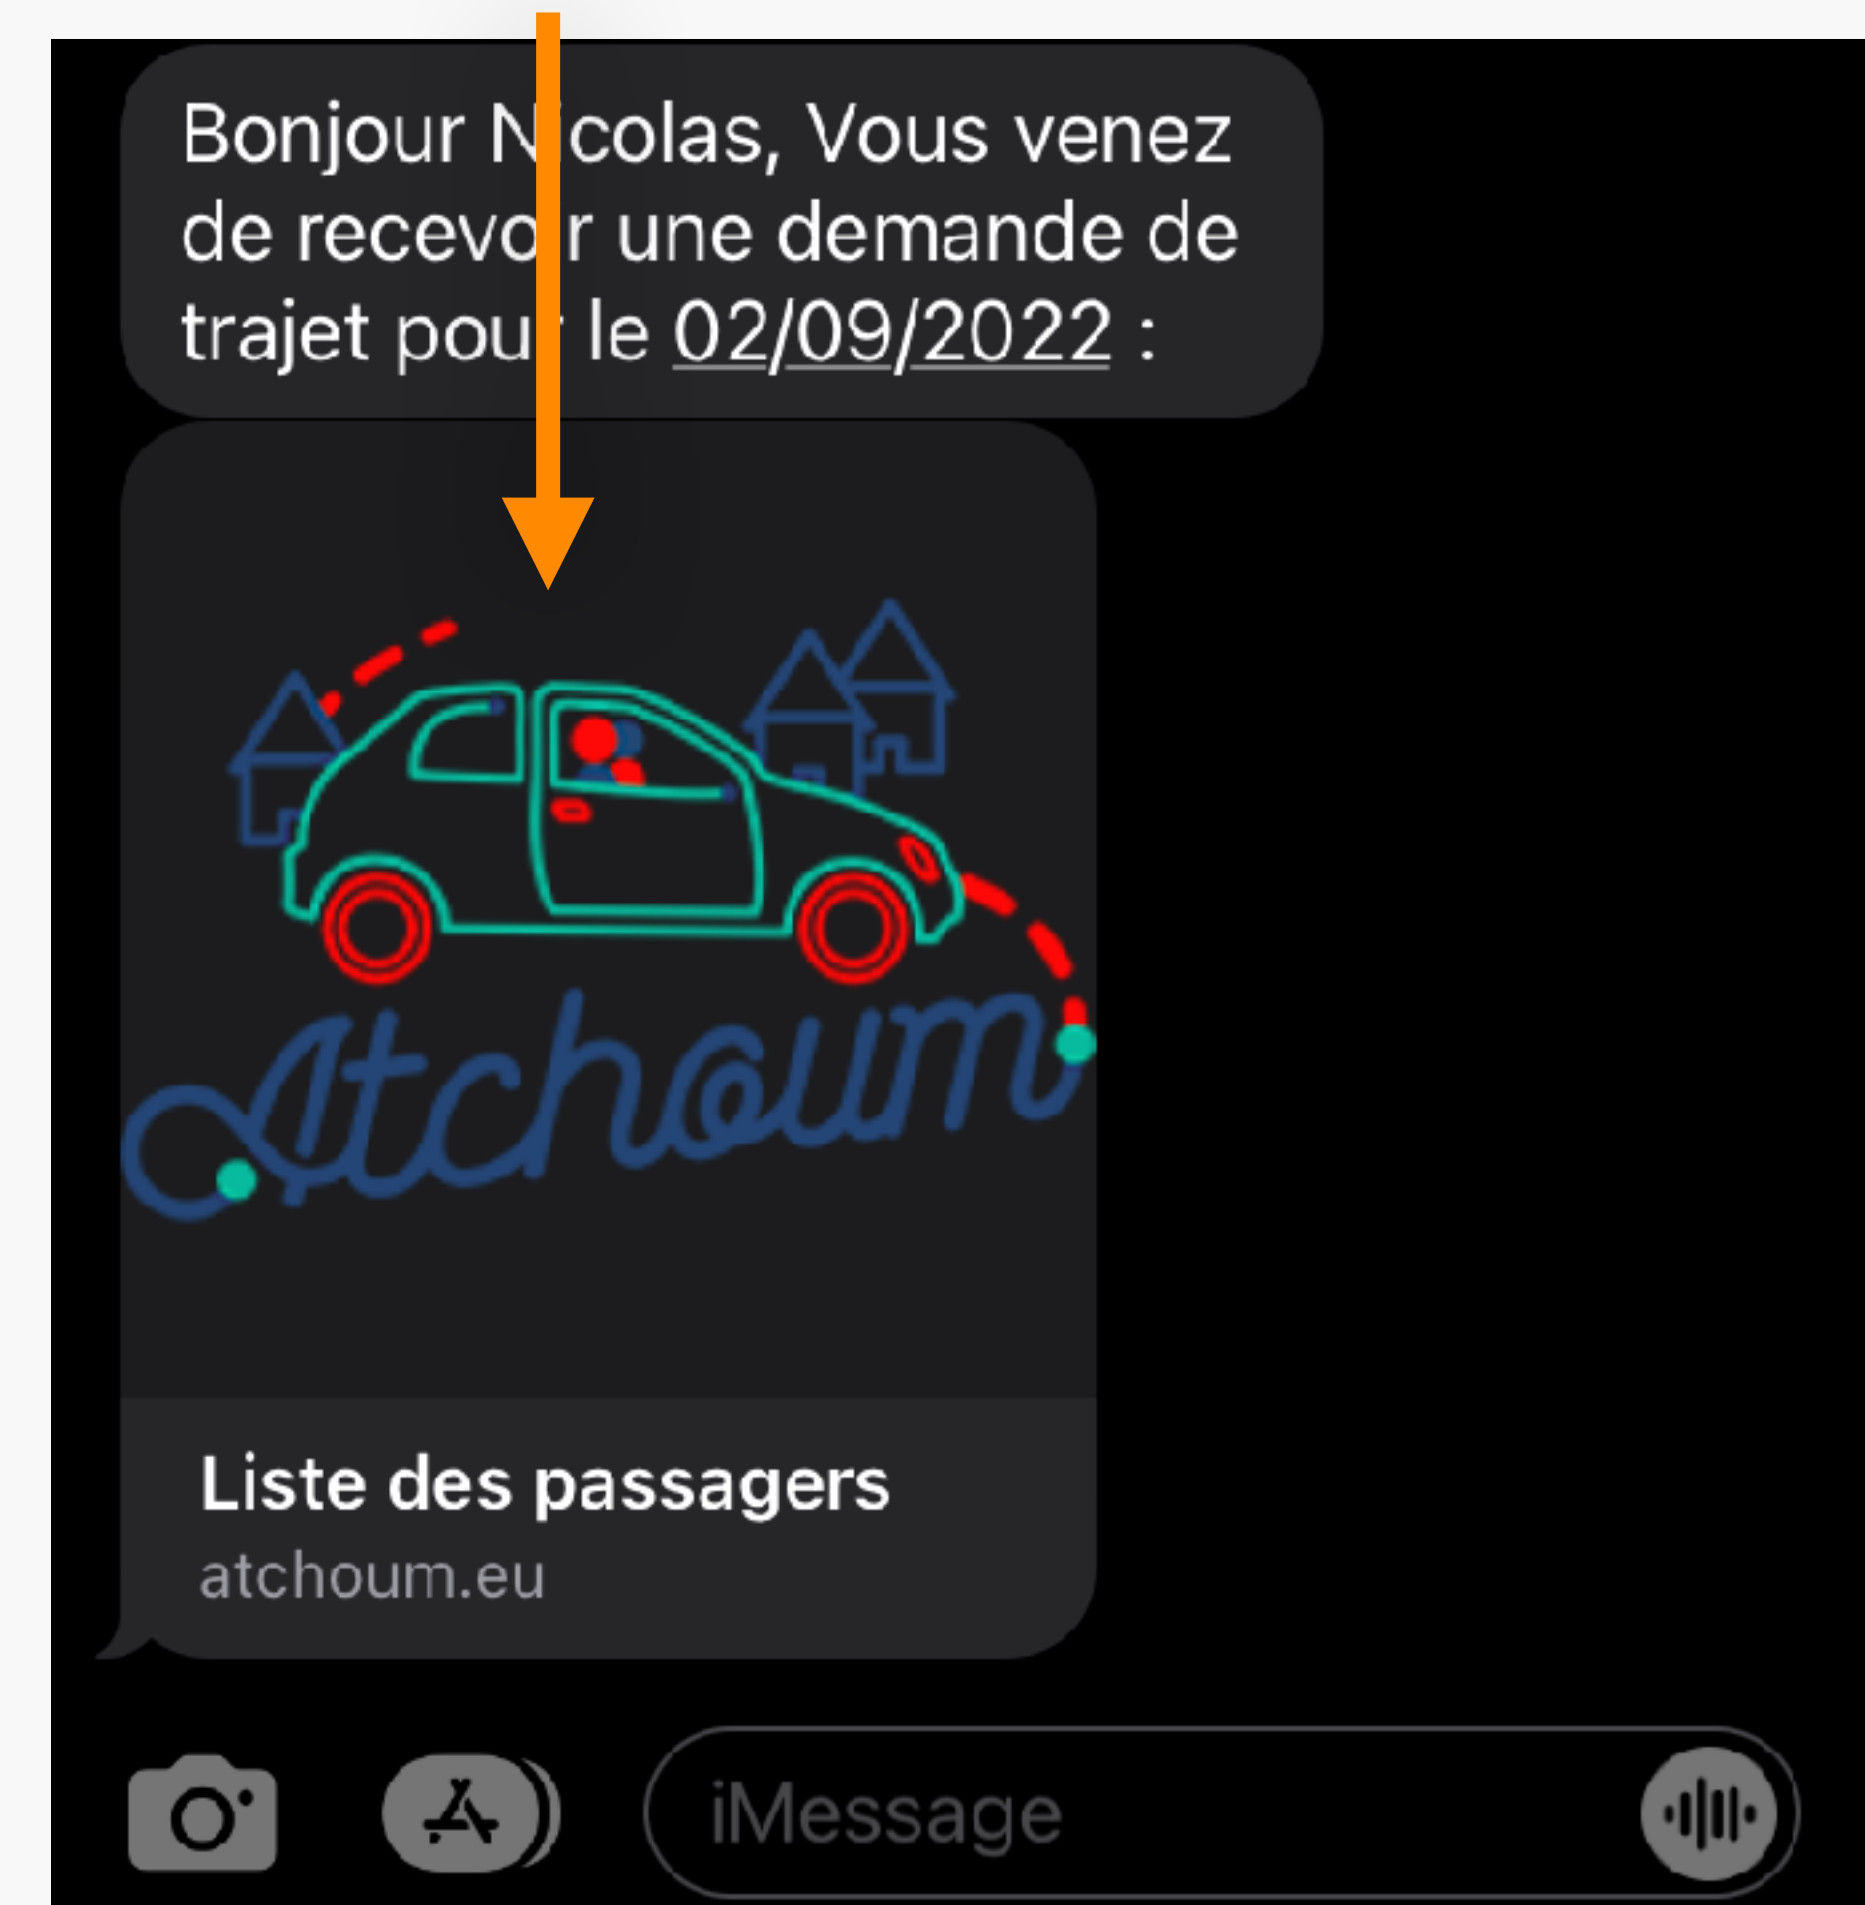 Bonjour Nicolas, Vous venez
de recevoir une demande de
trajet pour le 02/09/2022 :
Atchoum
Liste des passagers
atchoum.eu
iMessage